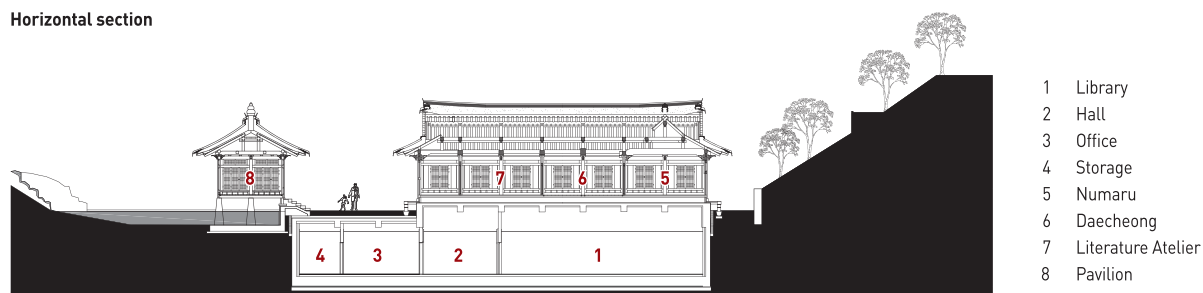 Horizontal section
8
7
6
5
4
3
2
1
1 Library
2 Hall
3 Office
4 Storage
5 Numaru
6 Daecheong
7 Literature Atelier
8 Pavilion